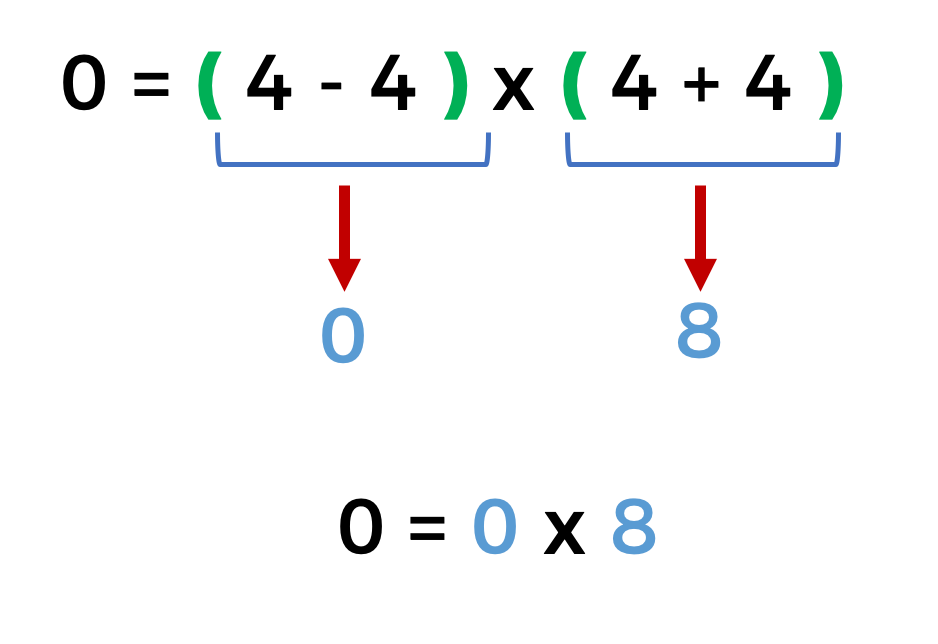 0 = ( 4 - 4 ) x ( 4 + 4 )
0 8
0 = 0 x 8